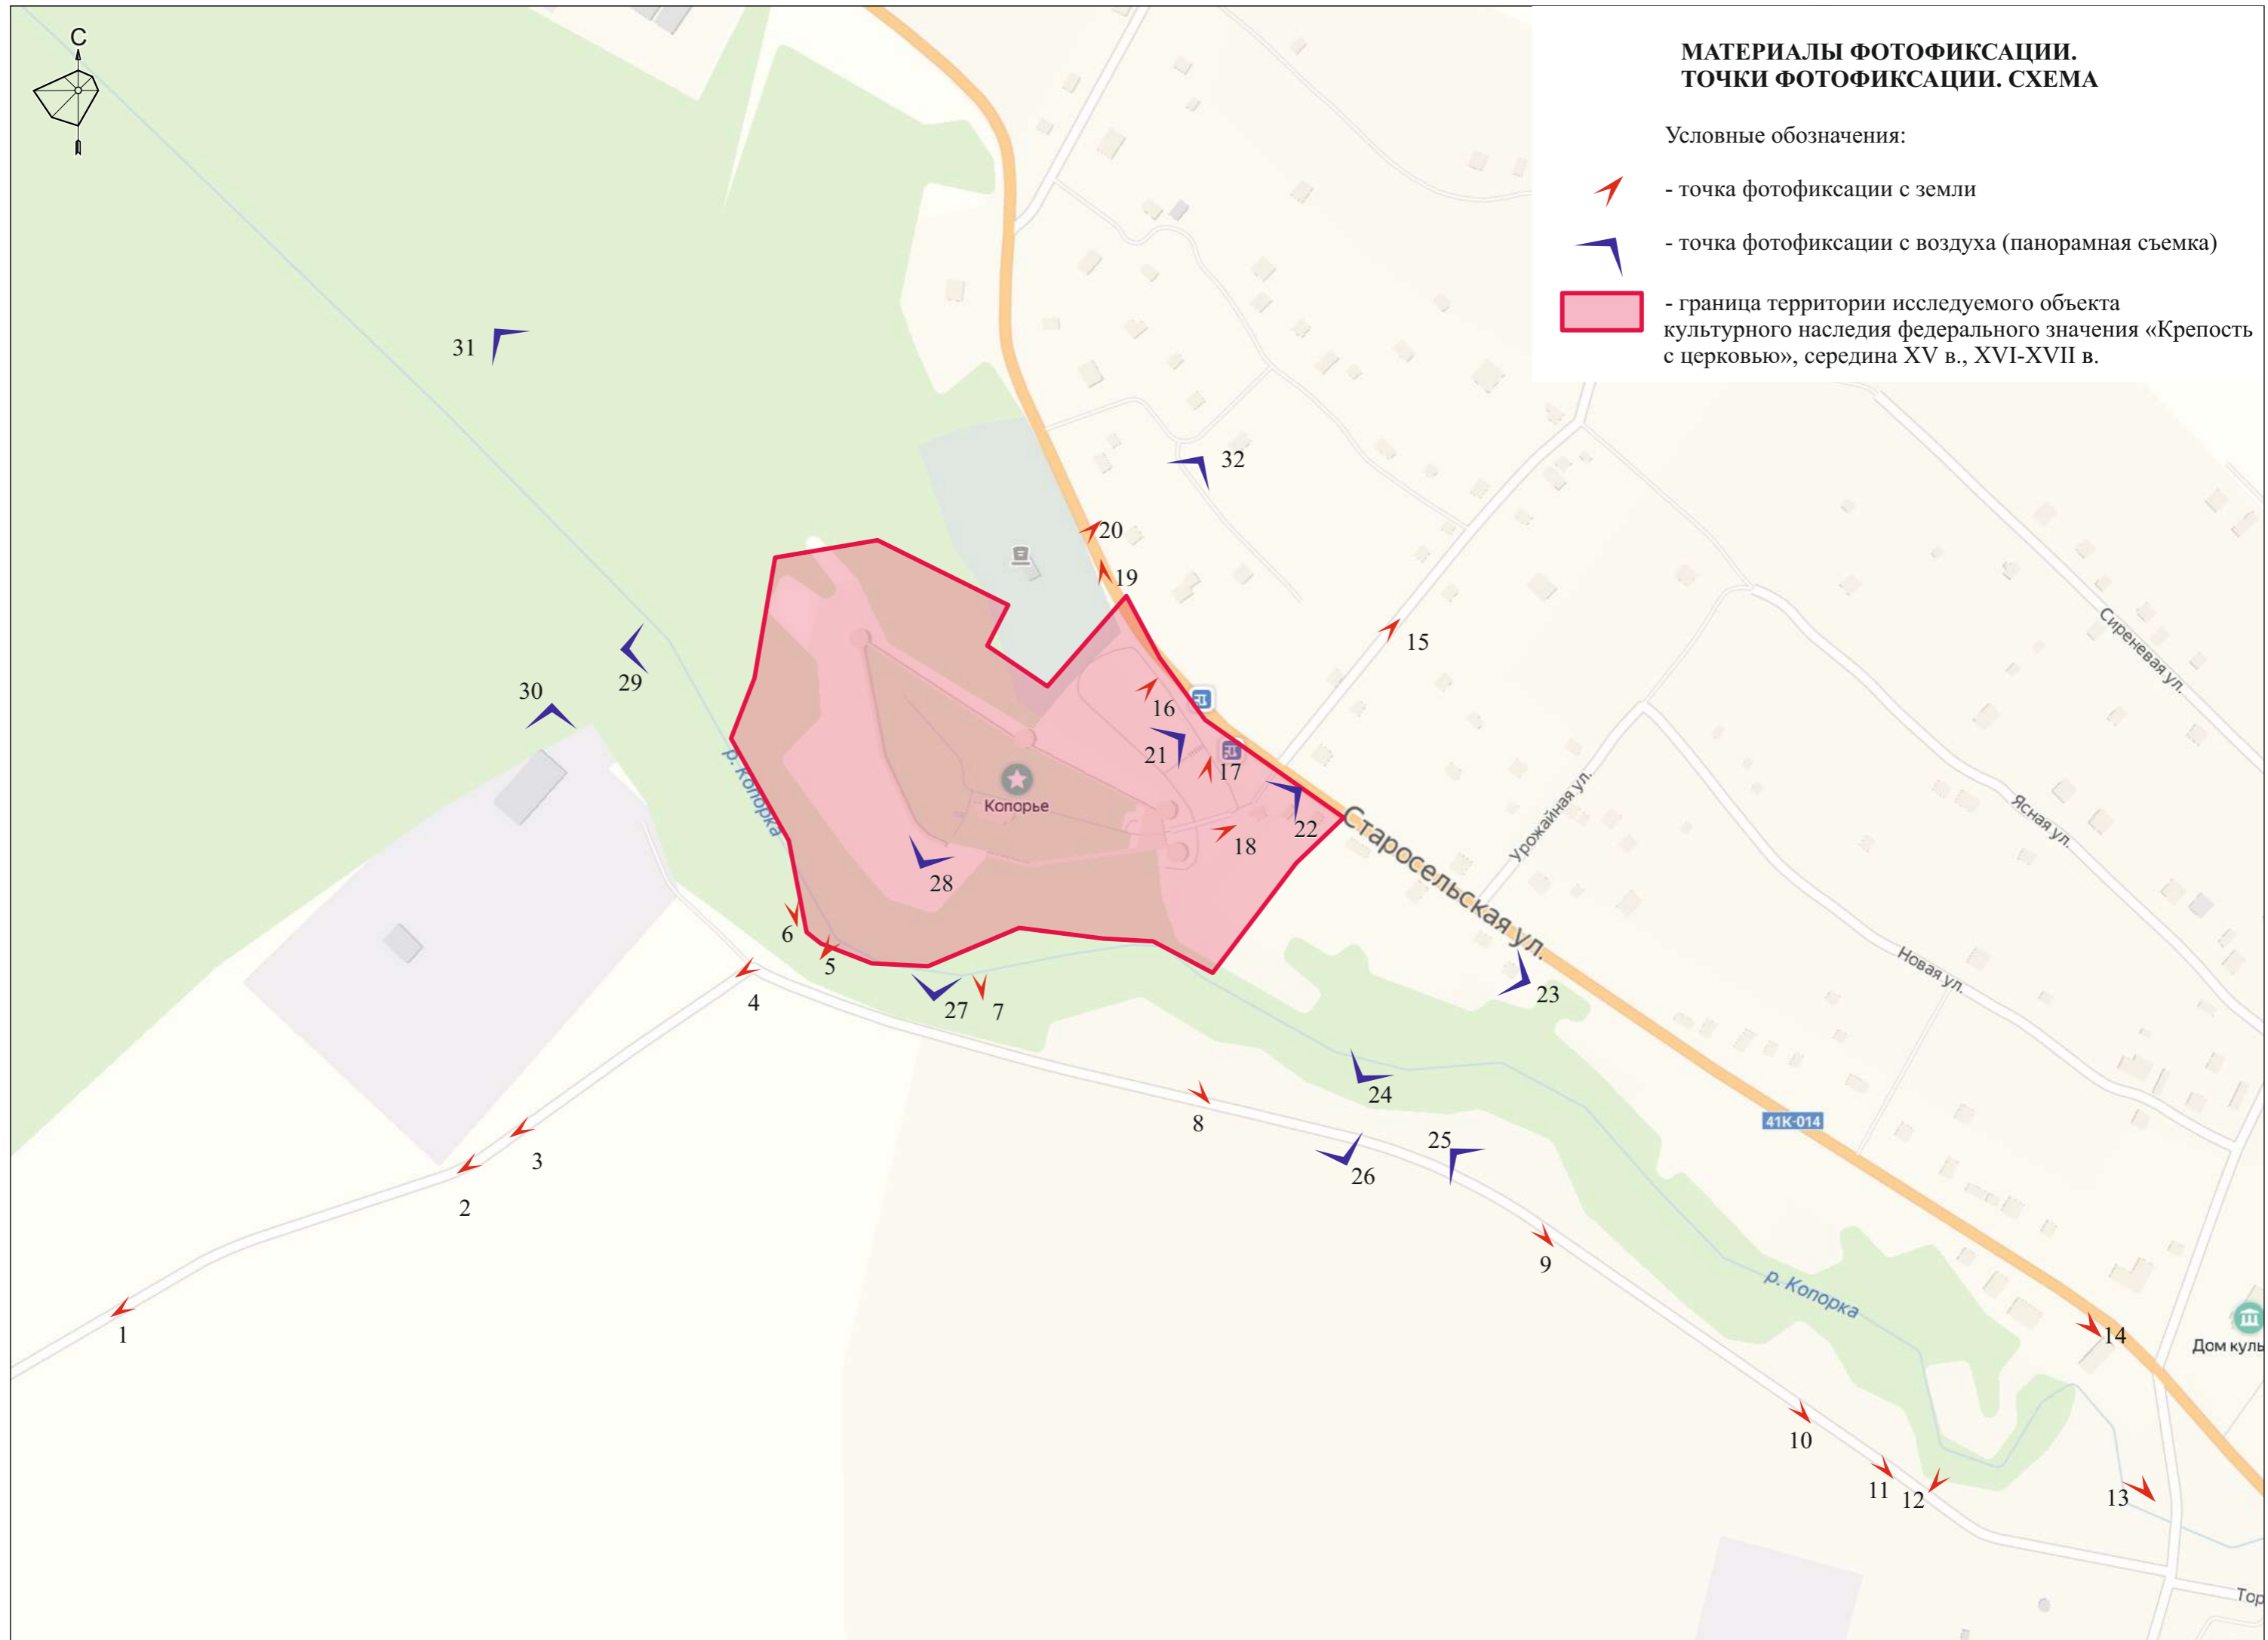 С
МАТЕРИАЛЫ ФОТОФИКСАЦИИ.
ТОЧКИ ФОТОФИКСАЦИИ. СХЕМА
Условные обозначения:
- точка фотофиксации с земли
- точка фотофиксации с воздуха (панорамная съемка)
- граница территории исследуемого объекта
культурного наследия федерального значения «Крепость
с церковью», середина XV в., XVI-XVII в.
31
32
20
19
15
Сиреневая ул.
29
30
16
21
17
р. Копорка
Копорье
22
18
28
Старосельская ул.
Урожайная ул.
Ясная ул.
Новая ул.
6
5
4
27
7
23
24
41К-014
8
25
26
3
2
9
р. Копорка
1
14
Дом куль
10
11
12
13
Тор